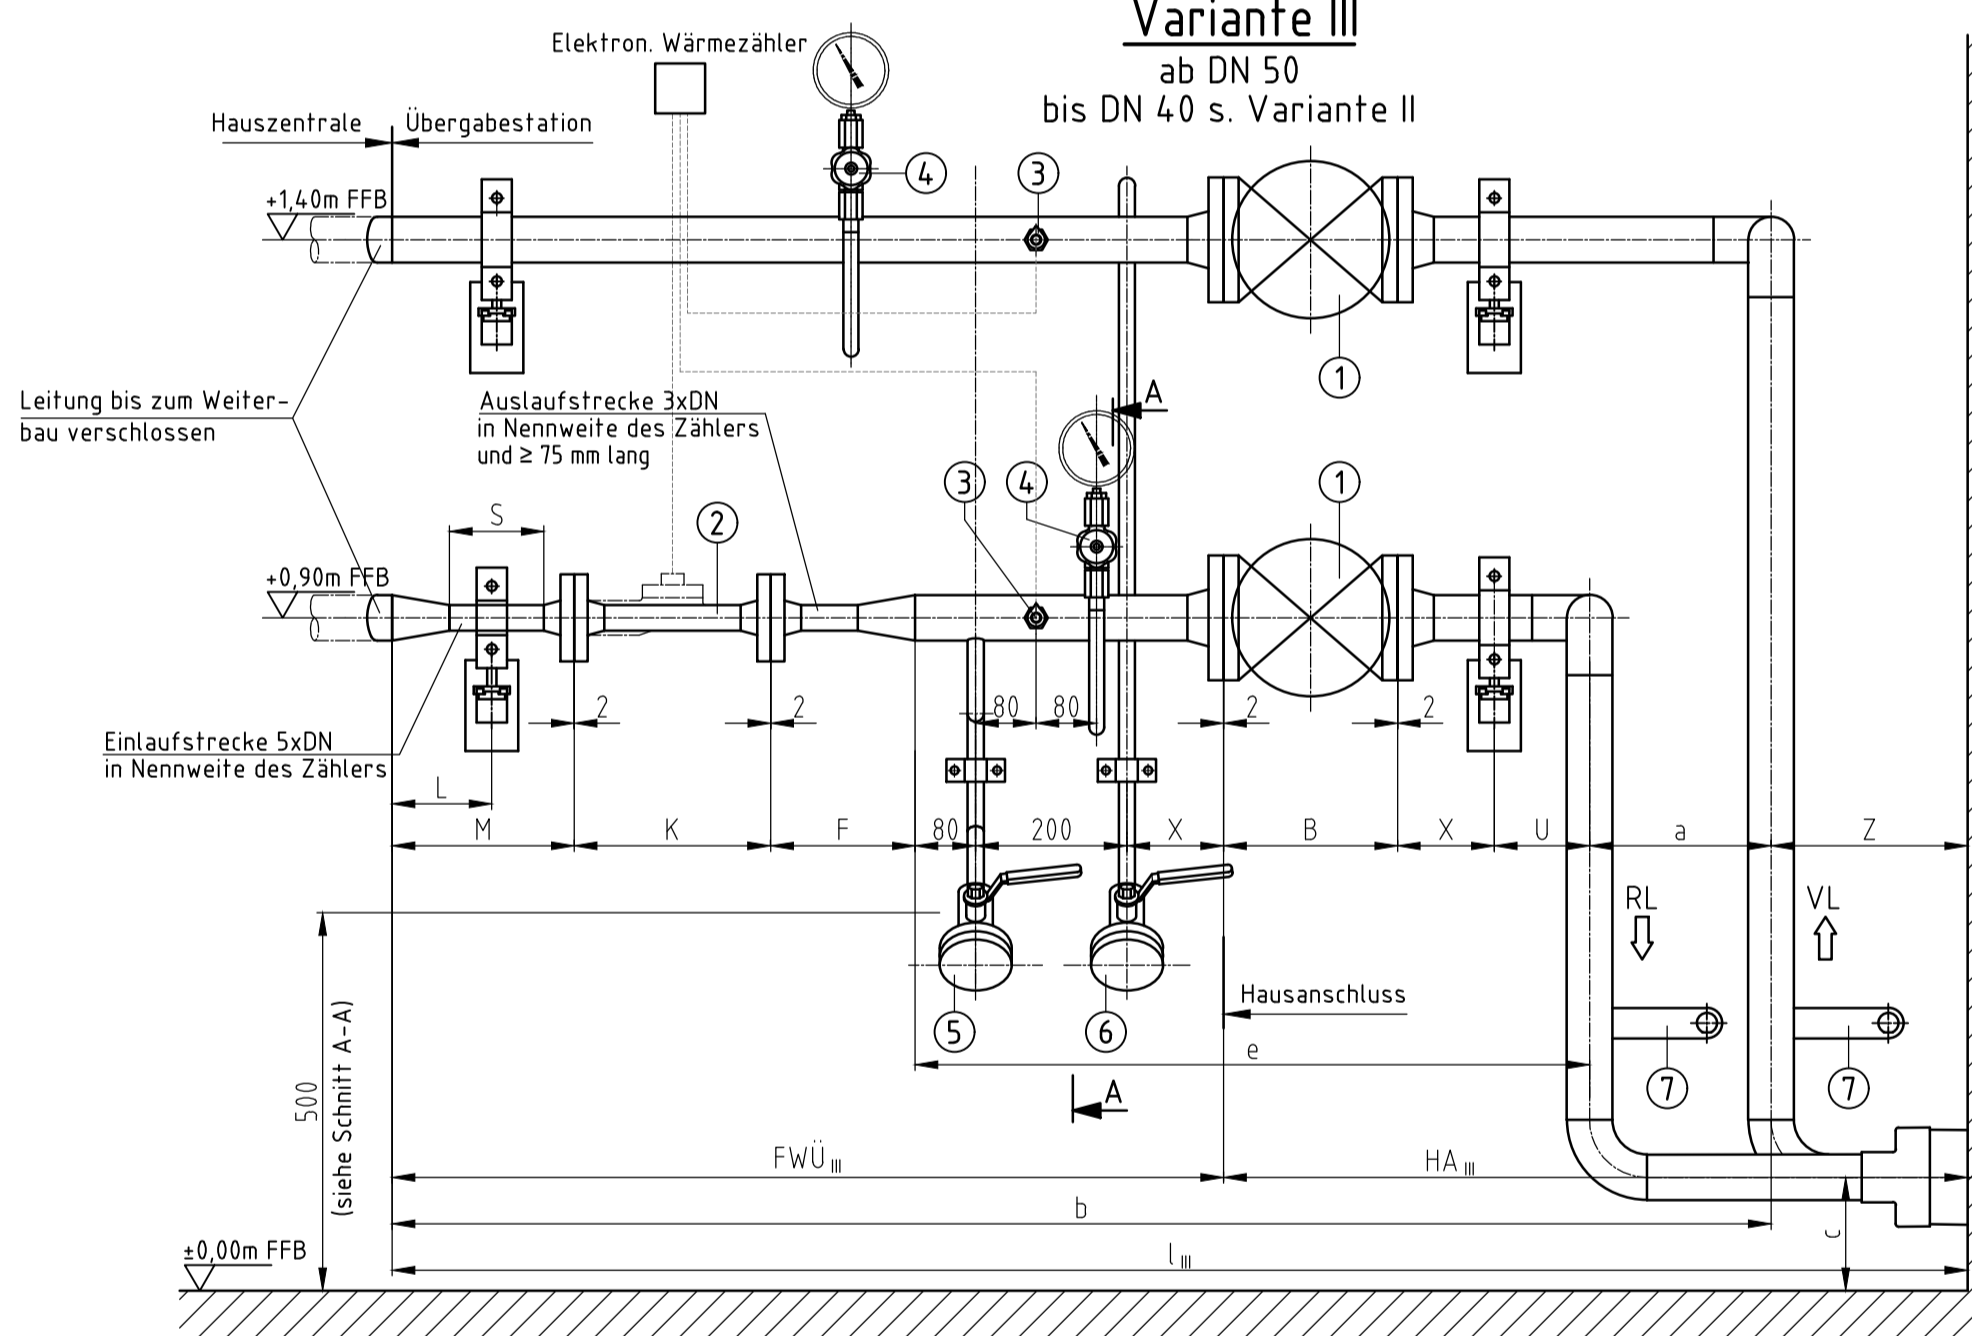 Variante III
ab DN 50
bis DN 40 s. Variante II
Elektron. Wärmezähler
Hauszentrale
Übergabestation
4
3
+1,40m FFB
1
Leitung bis zum Weiter-
bau verschlossen
Auslaufstrecke 3xDN
in Nennweite des Zählers
und ≥ 75 mm lang
A
3
4
1
S
2
+0,90m FFB
2
2
80
80
2
2
Einlaufstrecke 5xDN
in Nennweite des Zählers
L
M
K
F
80
200
X
B
X
U
a
Z
RL
VL
Hausanschluss
5
6
e
7
7
A
500
(siehe Schnitt A-A)
FWÜ III
HA III
b
c
±0,00m FFB
l III